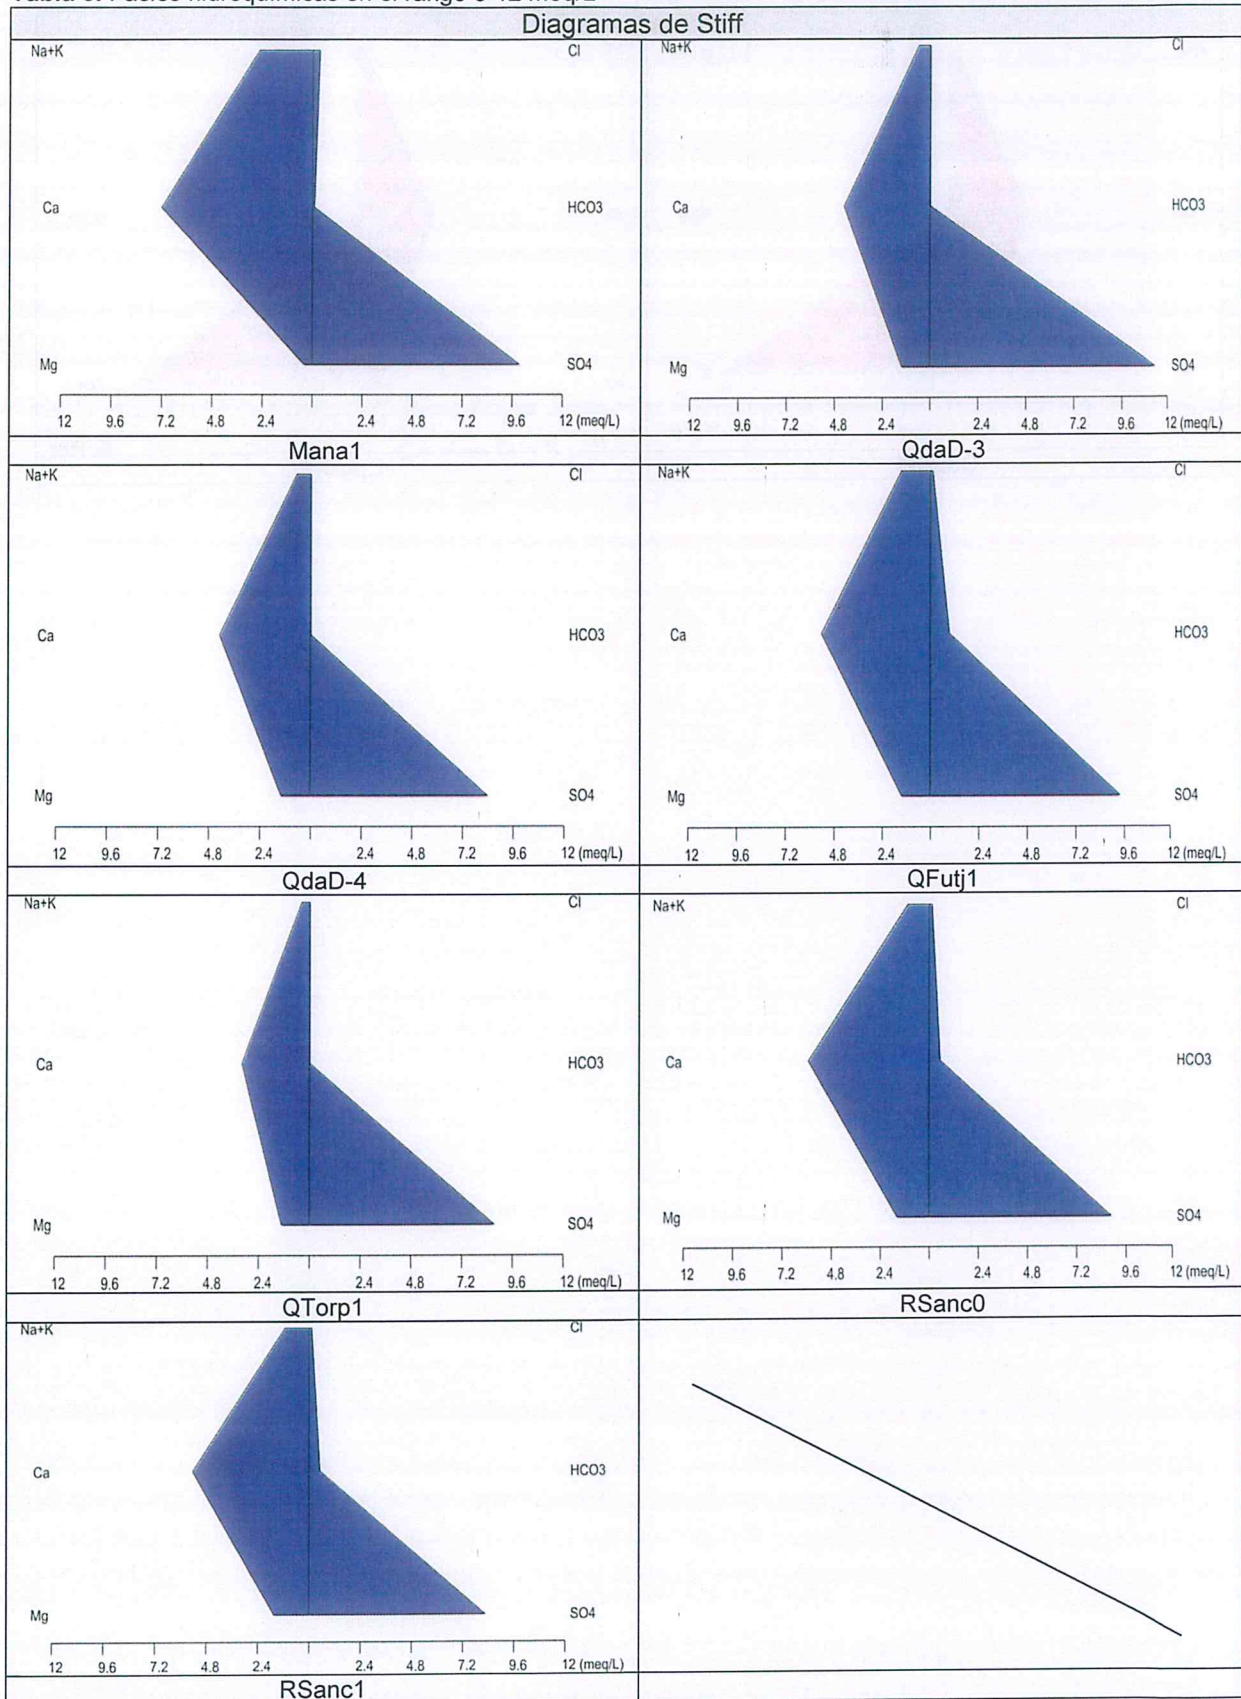 Tabla Facies hidroquímicas en el rango meq/L
Diagramas de Stiff
Na+K Cl
Ca HCO3
Mg SO4
12 9.6 7.2 4.8 2.4 2.4 4.8 7.2 9.6 12 (meq/L)
Mana1
Na+K Cl
Ca HCO3
Mg SO4
12 9.6 7.2 4.8 2.4 2.4 4.8 7.2 9.6 12 (meq/L)
QdaD-3
Na+K Cl
Ca HCO3
Mg SO4
12 9.6 7.2 4.8 2.4 2.4 4.8 7.2 9.6 12 (meq/L)
QdaD-4
Na+K Cl
Ca HCO3
Mg SO4
12 9.6 7.2 4.8 2.4 2.4 4.8 7.2 9.6 12 (meq/L)
QFutj1
Na+K Cl
Ca HCO3
Mg SO4
12 9.6 7.2 4.8 2.4 2.4 4.8 7.2 9.6 12 (meq/L)
QTorp1
Na+K Cl
Ca HCO3
Mg SO4
12 9.6 7.2 4.8 2.4 2.4 4.8 7.2 9.6 12 (meq/L)
RSanc0
Na+K Cl
Ca HCO3
Mg SO4
12 9.6 7.2 4.8 2.4 2.4 4.8 7.2 9.6 12 (meq/L)
RSanc1